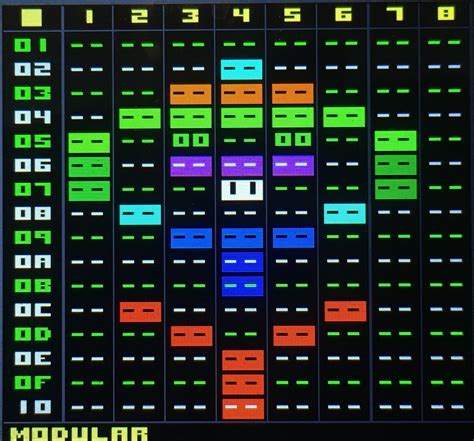 1 2 3 4 5 6 7 8
01 -- -- -- -- -- -- -- --
02 -- -- -- -- -- -- -- --
03 -- -- -- -- -- -- -- --
04 -- -- -- -- -- -- -- --
05 -- -- 00 -- 00 -- -- --
06 -- -- -- -- -- -- -- --
07 -- -- -- II -- -- -- --
08 -- -- -- -- -- -- -- --
09 -- -- -- -- -- -- -- --
0A -- -- -- -- -- -- -- --
0B -- -- -- -- -- -- -- --
0C -- -- -- -- -- -- -- --
0D -- -- -- -- -- -- -- --
0E -- -- -- -- -- -- -- --
0F -- -- -- -- -- -- -- --
10 -- -- -- -- -- -- -- --
MODULAR